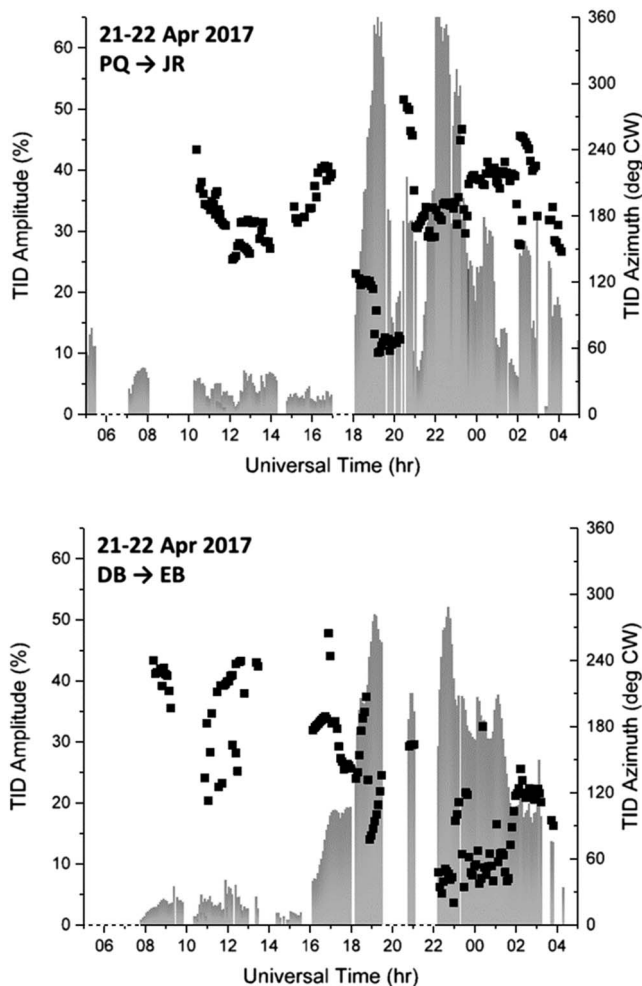 21-22 Apr 2017
PQ → JR
TID Amplitude (%)
60
50
40
30
20
10
0
360
300
240
180
120
60
0
TID Azimuth (deg CW)
06 08 10 12 14 16 18 20 22 00 02 04
Universal Time (hr)
21-22 Apr 2017
DB → EB
TID Amplitude (%)
60
50
40
30
20
10
0
360
300
240
180
120
60
0
TID Azimuth (deg CW)
06 08 10 12 14 16 18 20 22 00 02 04
Universal Time (hr)